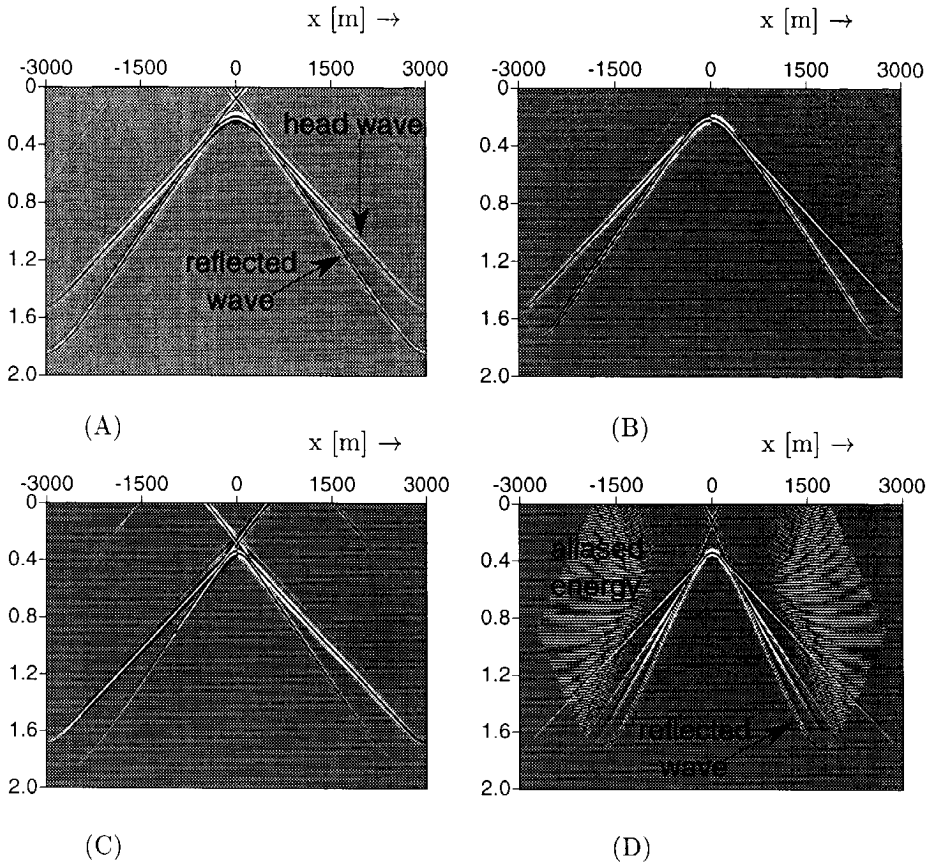 x [m] →
x [m] →
-3000 -1500 0 1500 3000
-3000 -1500 0 1500 3000
0
0.4
0.8
1.2
1.6
2.0
head wave
reflected
wave
0
0.4
0.8
1.2
1.6
2.0
(A)
(B)
x [m] →
x [m] →
-3000 -1500 0 1500 3000
-3000 -1500 0 1500 3000
0
0.4
0.8
1.2
1.6
2.0
0
0.4
0.8
1.2
1.6
2.0
aliased
energy
reflected
wave
(C)
(D)